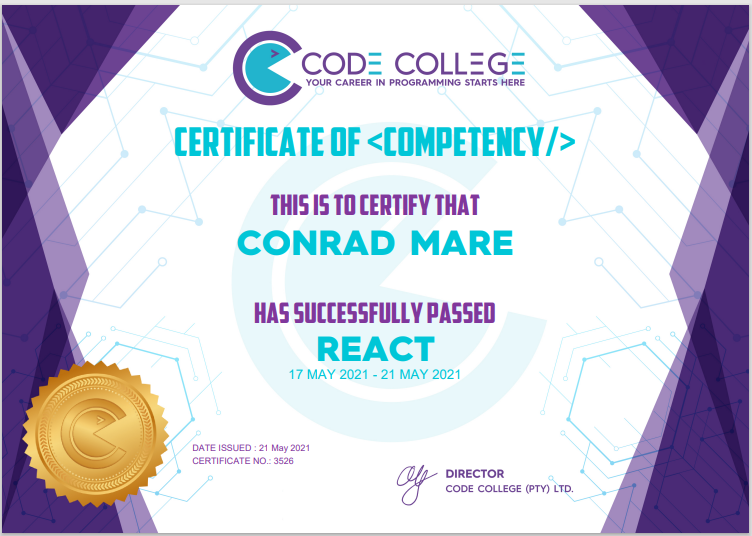 CODE COLLEGE
YOUR CAREER IN PROGRAMMING STARTS HERE
CERTIFICATE OF <COMPETENCY/>
THIS IS TO CERTIFY THAT
CONRAD MARE
HAS SUCCESSFULLY PASSED
REACT
17 MAY 2021 - 21 MAY 2021
DATE ISSUED : 21 May 2021
CERTIFICATE NO.: 3526
DIRECTOR
CODE COLLEGE (PTY) LTD.